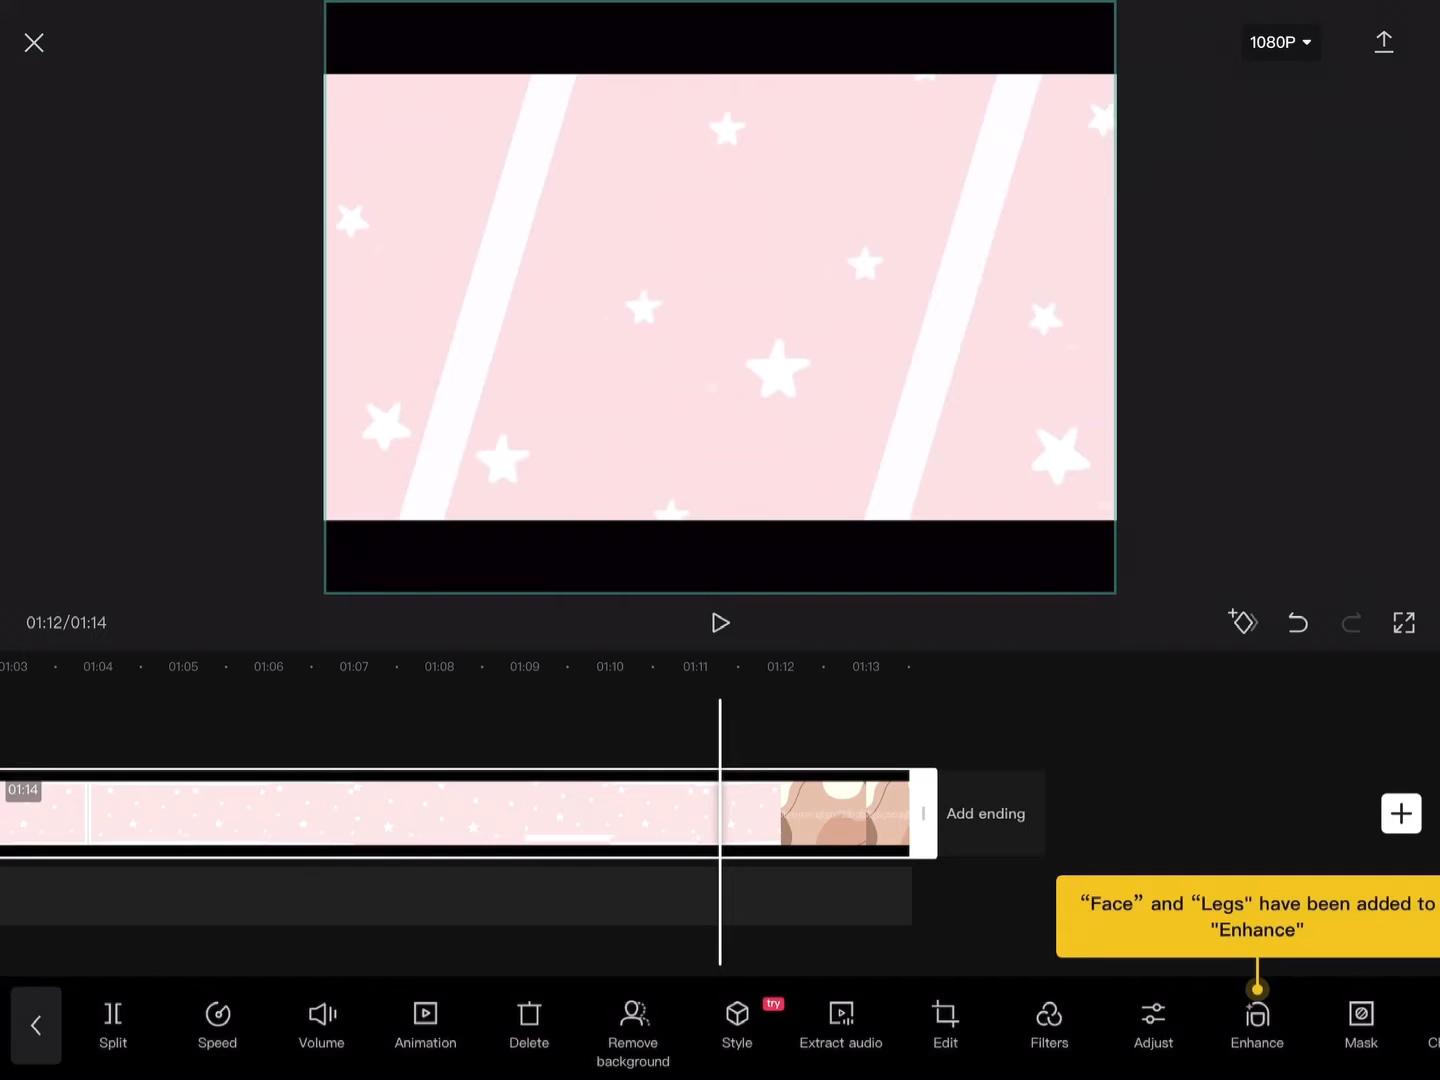 1080P
01:12/01:14
01:03
01:04
01:05
01:06
01:07
01:08
01:09
01:10
01:11
01:12
01:13
01:14
Add ending
“Face” and “Legs" have been added to
"Enhance"
Split
Speed
Volume
Animation
Delete
Remove
background
Style
try
Extract audio
Edit
Filters
Adjust
Enhance
Mask